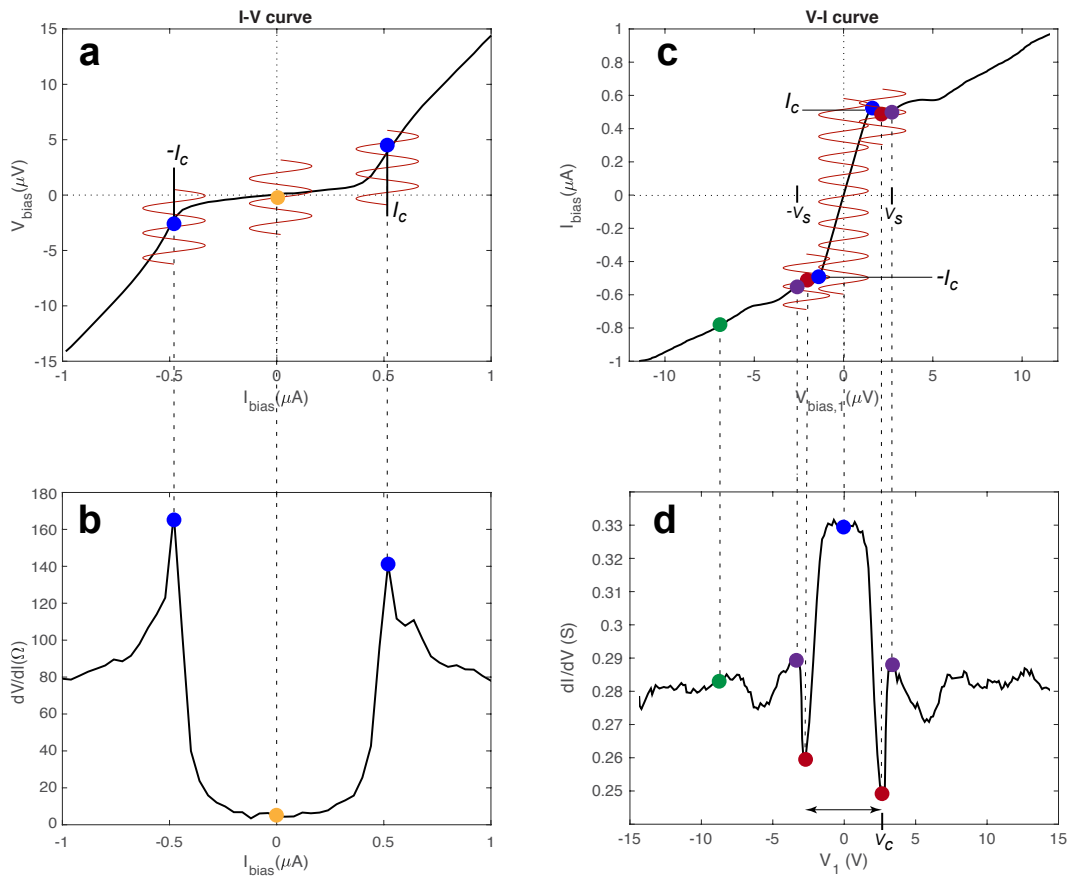 I-V curve
a
15
10
5
0
-5
-10
15
V_bias(μV)
-I_c
I_c
-1
-0.5
0
0.5
1
I_bias(μA)
V-I curve
c
1
0.8
0.6
0.4
0.2
0
-0.2
-0.4
-0.6
-0.8
-1
I_bias(μA)
I_c
-V_s
V_s
-I_c
-10
-5
0
5
10
V_bias,1(μV)
b
180
160
140
120
100
80
60
40
20
0
dV/dI(Ω)
-1
-0.5
0
0.5
1
I_bias(μA)
d
0.33
0.32
0.31
0.3
0.29
0.28
0.27
0.26
0.25
dI/dV (S)
V_c
-15
-10
-5
0
5
10
15
V_1 (V)